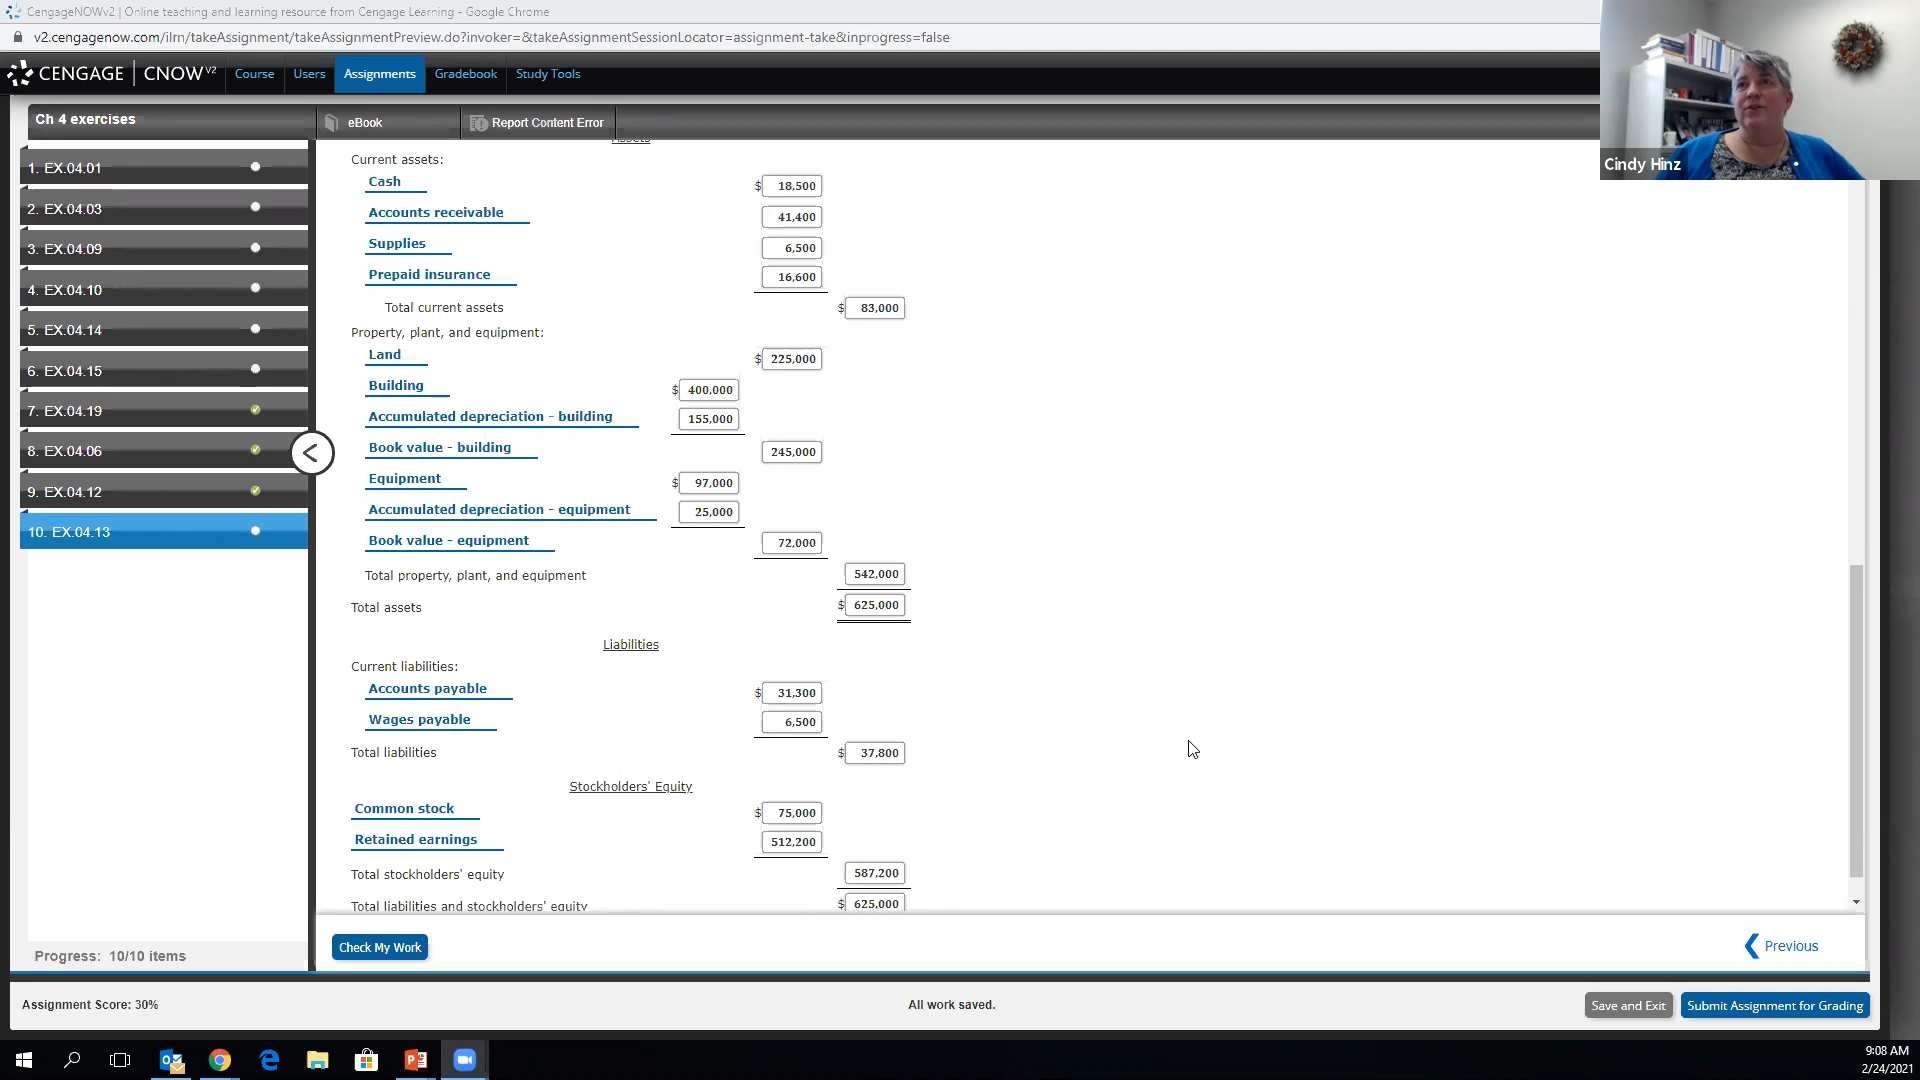 CengageNOWv2 | Online teaching and learning resource from Cengage Learning - Google Chrome
v2.cengagenow.com/ilrn/takeAssignment/takeAssignmentPreview.do?invoker=&takeAssignmentSessionLocator=assignment-take&inprogress=false
CENGAGE | CNOWv2 Course Users Assignments Gradebook Study Tools
Cindy Hinz
Ch 4 exercises
eBook Report Content Error
1. EX.04.01
2. EX.04.03
3. EX.04.09
4. EX.04.10
5. EX.04.14
6. EX.04.15
7. EX.04.19
8. EX.04.06
9. EX.04.12
10. EX.04.13
Progress: 10/10 items
Assets
Current assets:
Cash $ 18,500
Accounts receivable 41,400
Supplies 6,500
Prepaid insurance 16,600
Total current assets $ 83,000
Property, plant, and equipment:
Land $ 225,000
Building $ 400,000
Accumulated depreciation - building 155,000
Book value - building 245,000
Equipment $ 97,000
Accumulated depreciation - equipment 25,000
Book value - equipment 72,000
Total property, plant, and equipment 542,000
Total assets $ 625,000
Liabilities
Current liabilities:
Accounts payable $ 31,300
Wages payable 6,500
Total liabilities $ 37,800
Stockholders' Equity
Common stock $ 75,000
Retained earnings 512,200
Total stockholders' equity 587,200
Total liabilities and stockholders' equity $ 625,000
Check My Work
Previous
Assignment Score: 30% All work saved. Save and Exit Submit Assignment for Grading
9:08 AM
2/24/2021